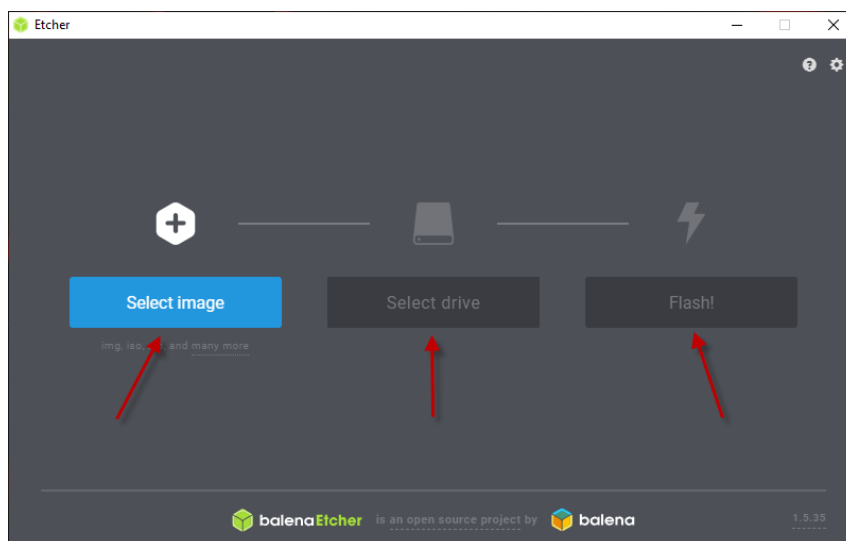 Etcher
Select image
Select drive
Flash!
img, iso, and many more
balenaEtcher is an open source project by balena
1.5.35